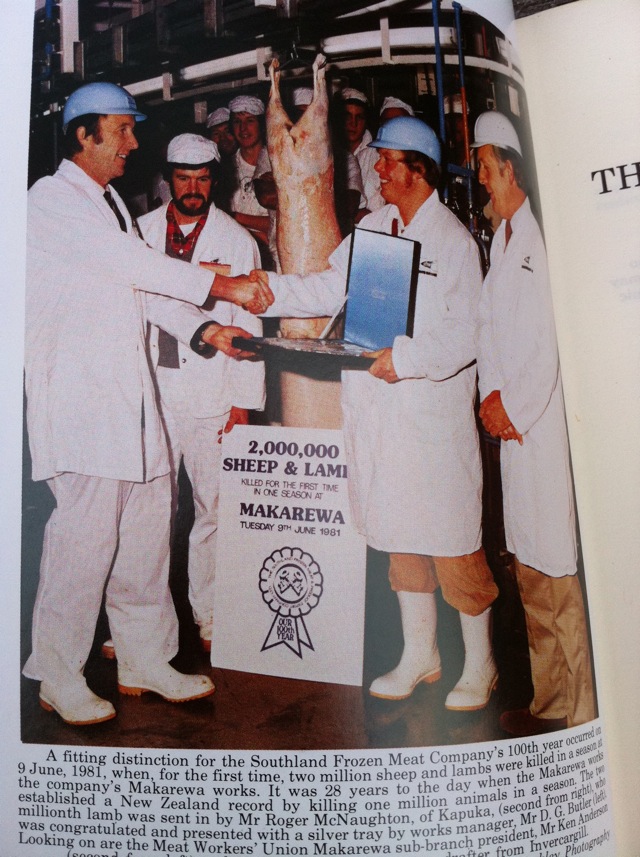 TH
2,000,000
SHEEP & LAM
KILLED FOR THE FIRST TIME
IN ONE SEASON AT
MAKAREWA
TUESDAY 9TH JUNE 1981
OUR
100th
YEAR
A fitting distinction for the Southland Frozen Meat Company's 100th year occurred on
9 June, 1981, when, for the first time, two million sheep and lambs were killed in a season at
the company's Makarewa works. It was 28 years to the day when the Makarewa works
established a New Zealand record by killing one million animals in a season. The two
millionth lamb was sent in by Mr Roger McNaughton, of Kapuka, (second from right), who
was congratulated and presented with a silver tray by works manager, Mr D. G. Butler (left).
Looking on are the Meat Workers' Union Makarewa sub-branch president, Mr Ken Anderson
(second from from Invercargill.
Photography